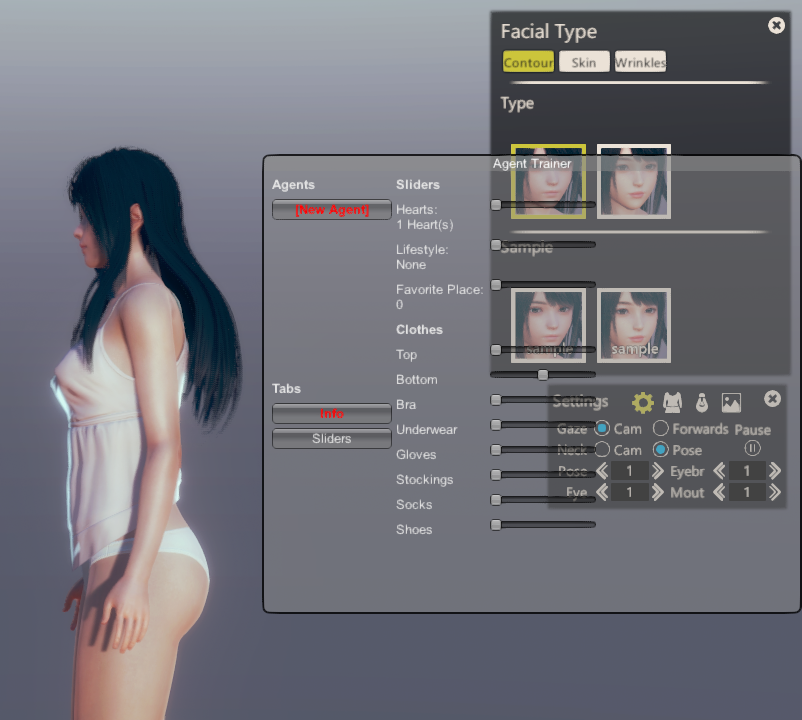 Facial Type
Contour
Skin
Wrinkles
Type
Agent Trainer
Agents
[New Agent]
Sliders
Hearts:
1 Heart(s)
Lifestyle:
None
Favorite Place:
0
Clothes
Top
Bottom
Bra
Underwear
Gloves
Stockings
Socks
Shoes
Tabs
Info
Sliders
Sample
sample
sample
Settings
Gaze Cam Forwards Pause
Neck Cam Pose
Pose 1 Eyebr 1
Eye 1 Mout 1